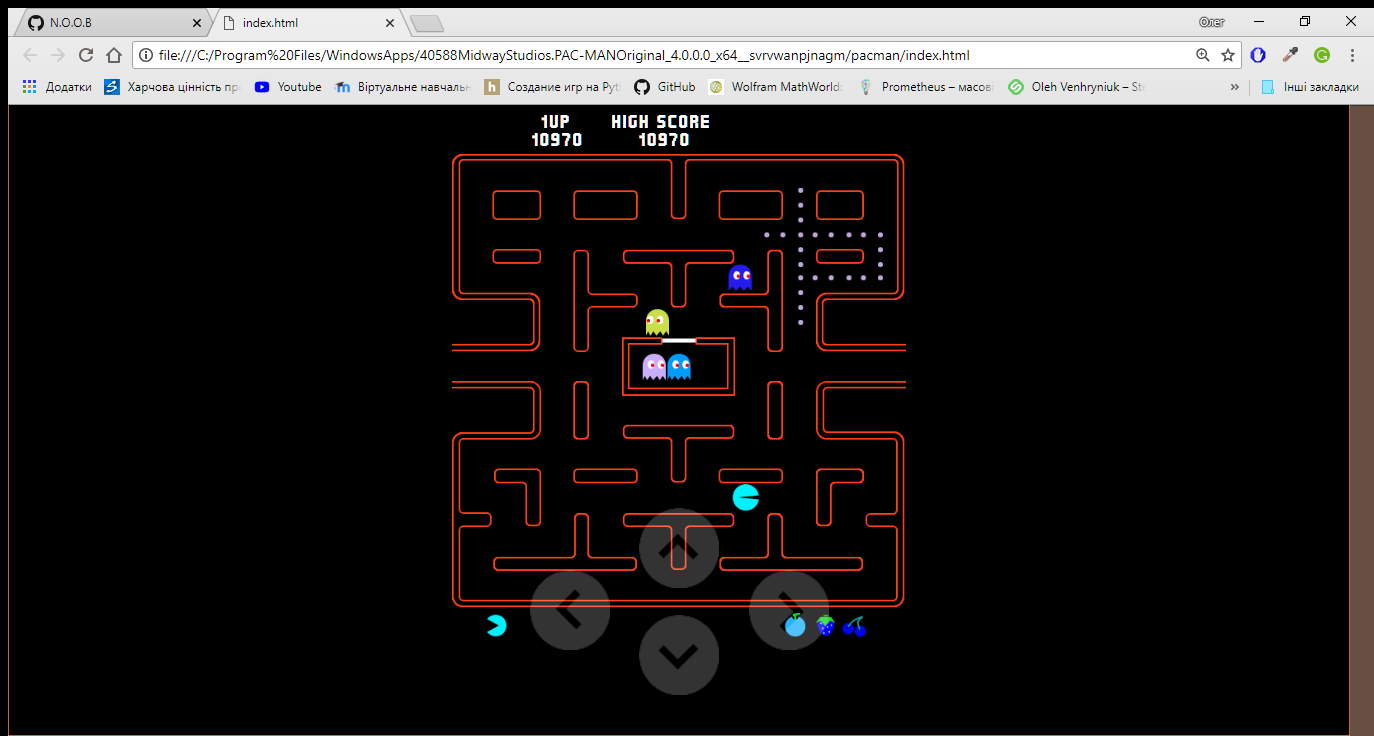 N.O.O.B
index.html
Олег
file:///C:/Program%20Files/WindowsApps/40588MidwayStudios.PAC-MANOriginal_4.0.0.0_x64__svrvwanpjnagm/pacman/index.html
Додатки
Харчова цінність пр
Youtube
Віртуальне навчаль
Создание игр на Pyt
GitHub
Wolfram MathWorld:
Prometheus – масові
Oleh Venhryniuk – St
Інші закладки
1UP HIGH SCORE
10970 10970